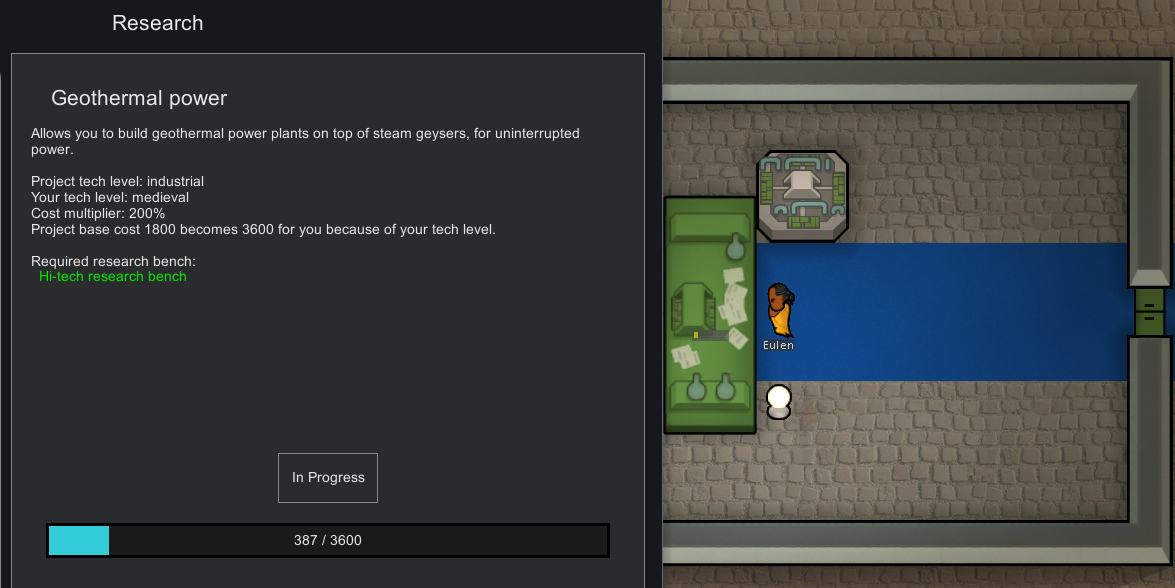 Research
Geothermal power
Allows you to build geothermal power plants on top of steam geysers, for uninterrupted
power.
Project tech level: industrial
Your tech level: medieval
Cost multiplier: 200%
Project base cost 1800 becomes 3600 for you because of your tech level.
Required research bench:
Hi-tech research bench
Eulen
In Progress
387 / 3600